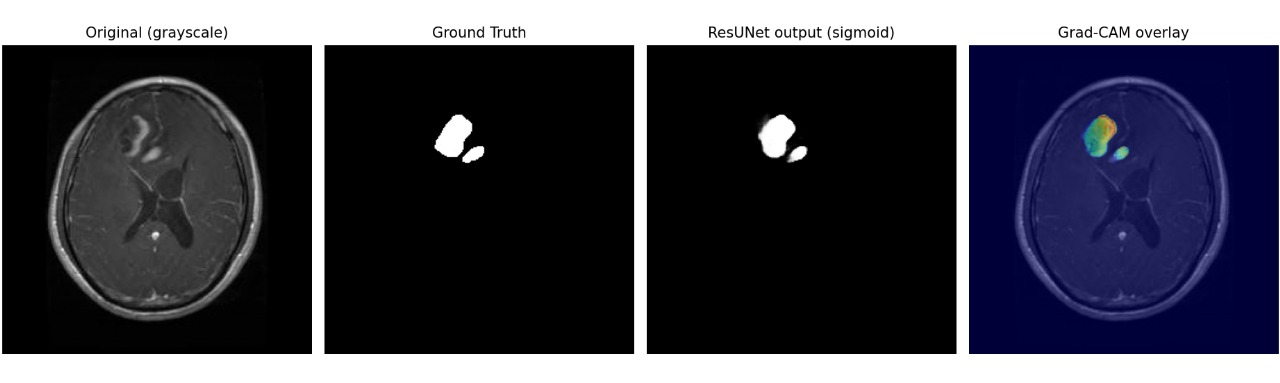 Original (grayscale)
Ground Truth
ResUNet output (sigmoid)
Grad-CAM overlay